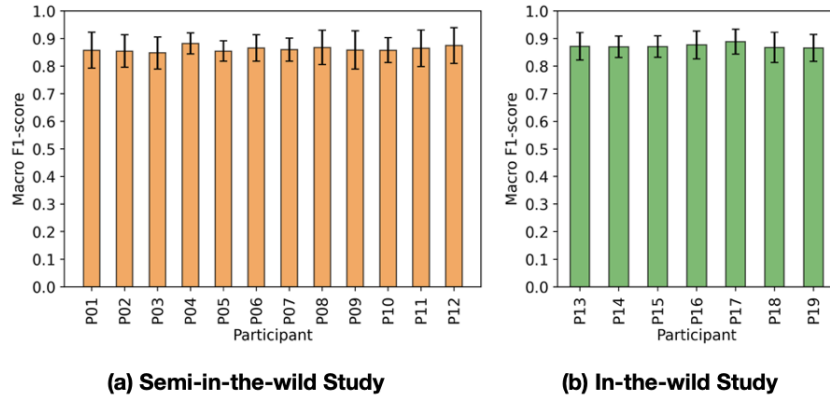 1.0
0.9
0.8
0.7
0.6
0.5
0.4
0.3
0.2
0.1
0.0
Macro F1-score
P01 P02 P03 P04 P05 P06 P07 P08 P09 P10 P11 P12
Participant
(a) Semi-in-the-wild Study
1.0
0.9
0.8
0.7
0.6
0.5
0.4
0.3
0.2
0.1
0.0
Macro F1-score
P13 P14 P15 P16 P17 P18 P19
Participant
(b) In-the-wild Study